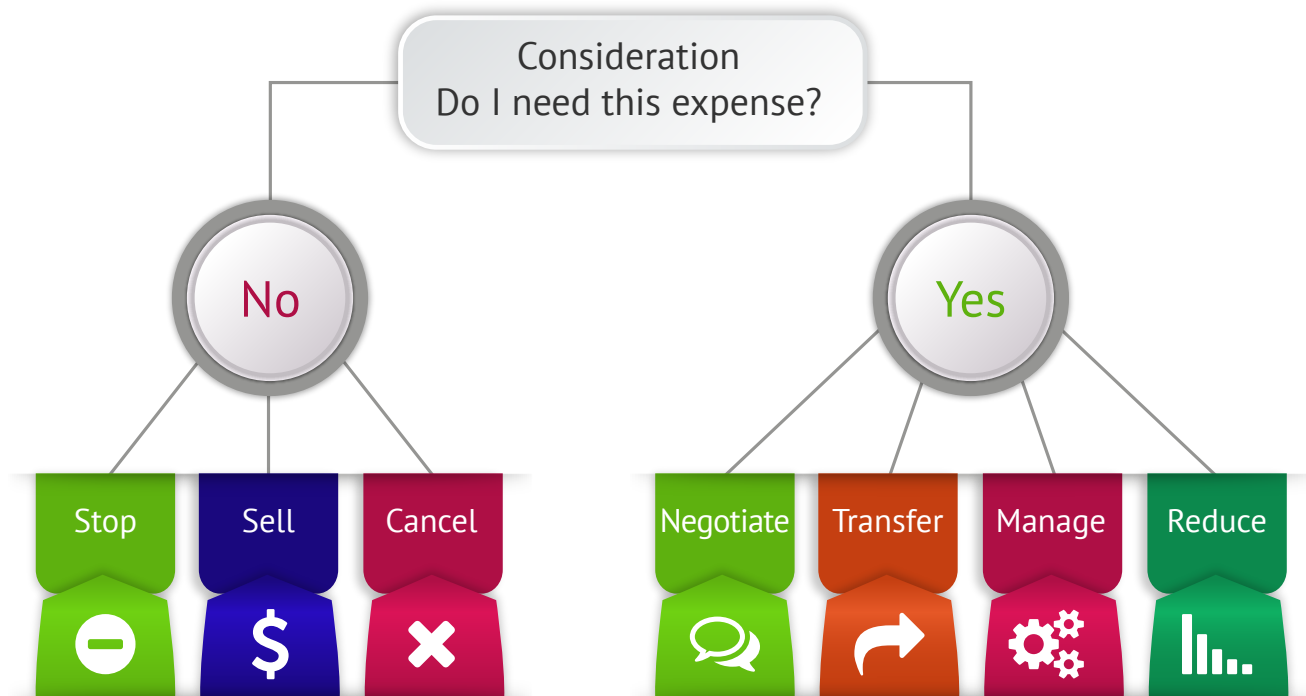 Consideration
Do I need this expense?
No
Yes
Stop
Sell
Cancel
Negotiate
Transfer
Manage
Reduce
$